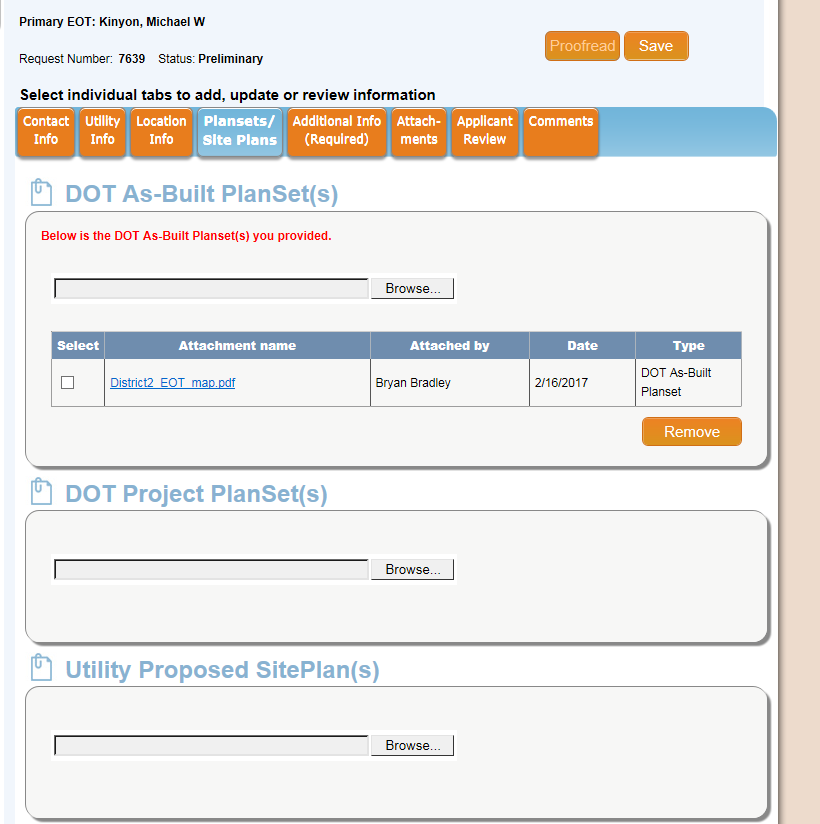 Primary EOT: Kinyon, Michael W
Request Number: 7639 Status: Preliminary
Proofread Save
Select individual tabs to add, update or review information
Contact Info
Utility Info
Location Info
Plansets/ Site Plans
Additional Info (Required)
Attach- ments
Applicant Review
Comments
DOT As-Built PlanSet(s)
Below is the DOT As-Built Planset(s) you provided.
Browse...
Select Attachment name Attached by Date Type
District2_EOT_map.pdf Bryan Bradley 2/16/2017 DOT As-Built Planset
Remove
DOT Project PlanSet(s)
Browse...
Utility Proposed SitePlan(s)
Browse...